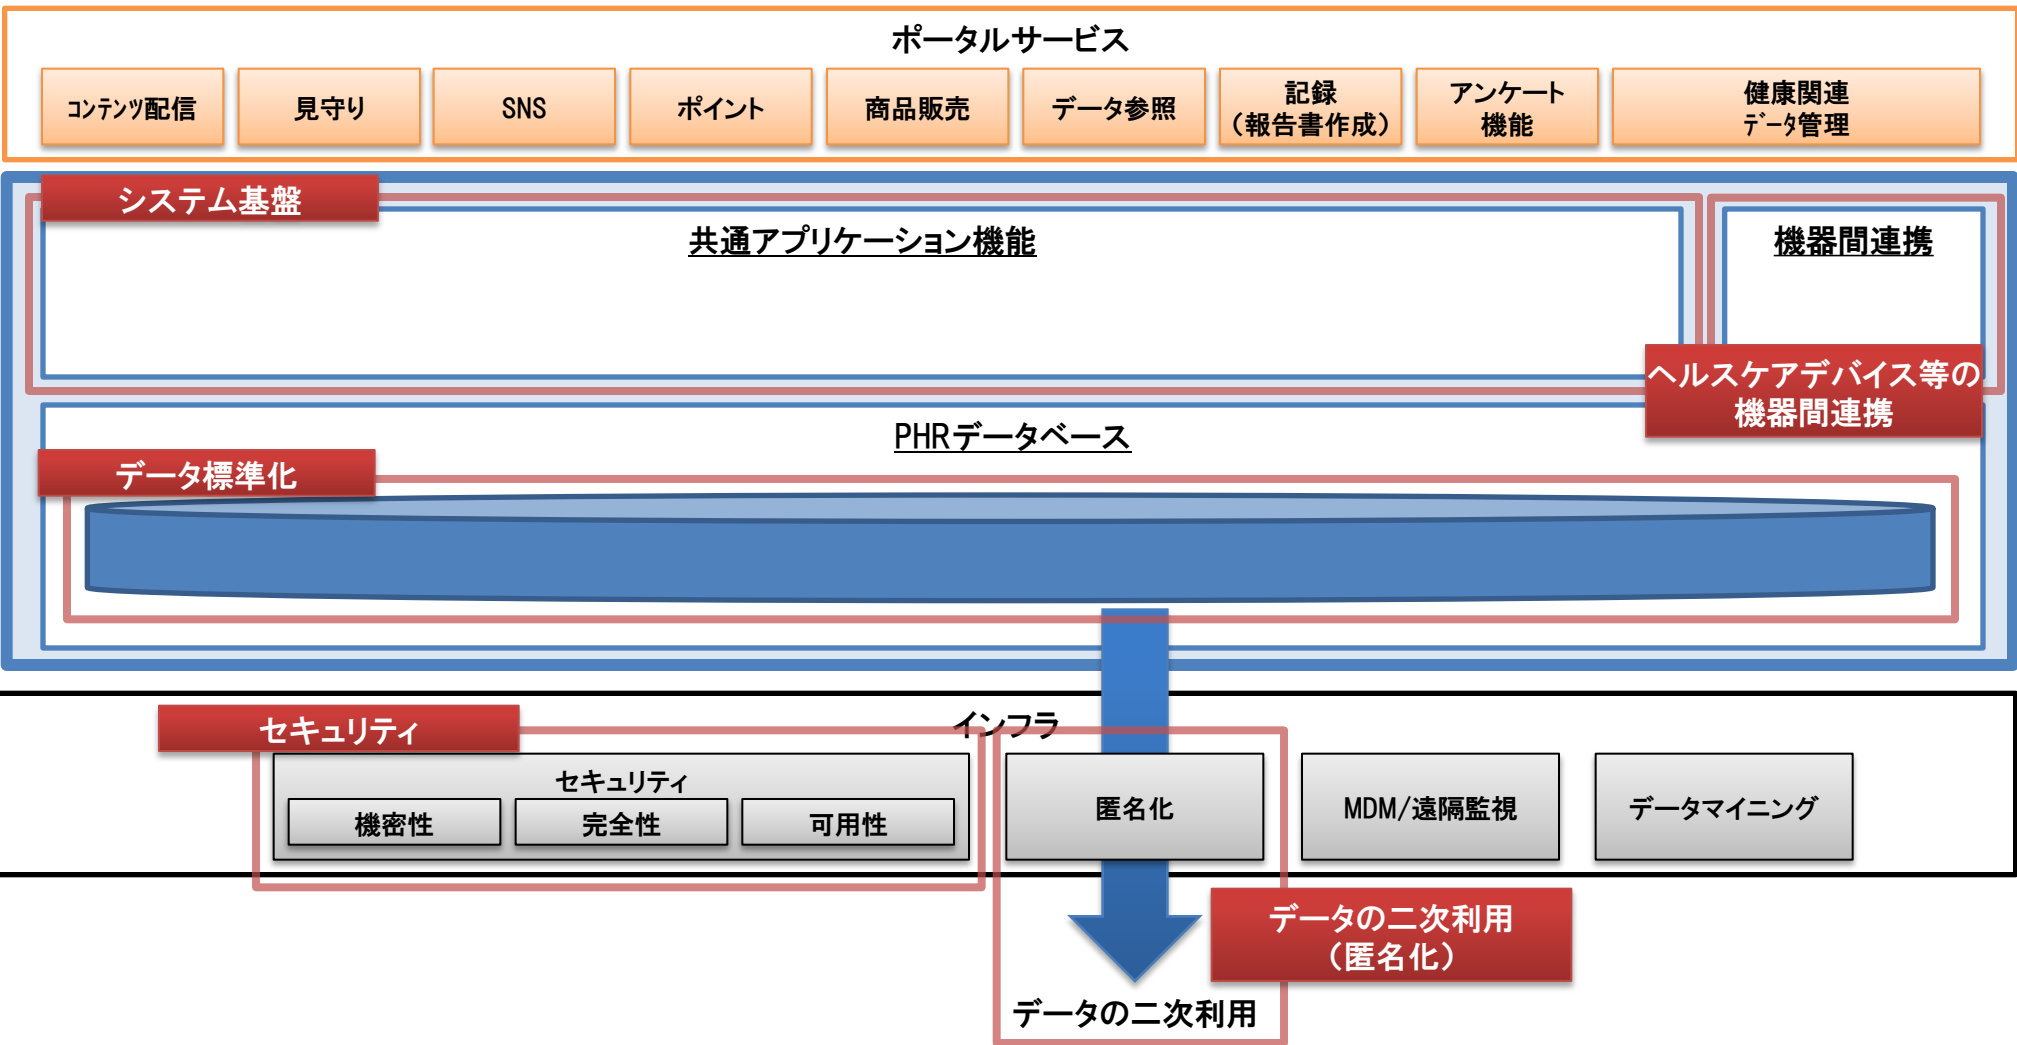 ポータルサービス
ｺﾝﾃﾝﾂ配信
見守り
SNS
ポイント
商品販売
データ参照
記録
（報告書作成）
アンケート
機能
健康関連
ﾃﾞｰﾀ管理
システム基盤
共通アプリケーション機能
機器間連携
ヘルスケアデバイス等の
機器間連携
PHRデータベース
データ標準化
インフラ
セキュリティ
セキュリティ
機密性
完全性
可用性
匿名化
MDM/遠隔監視
データマイニング
データの二次利用
（匿名化）
データの二次利用